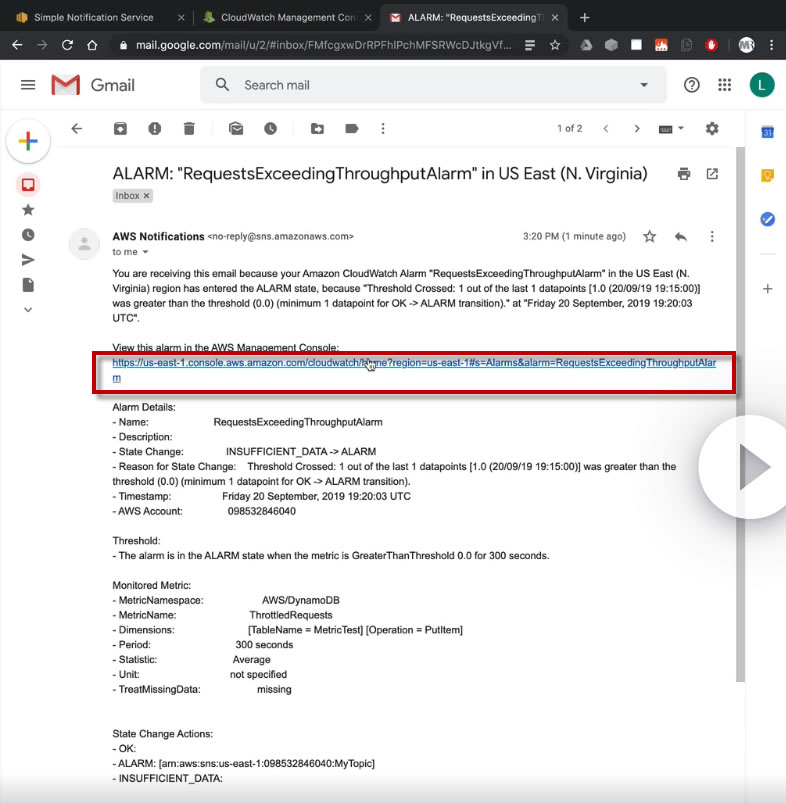 Simple Notification Service
CloudWatch Management Con
ALARM: "RequestsExceedingT
mail.google.com/mail/u/2/#inbox/FMfcgxwDrRPFhlPchMFSRWcDJtkgVf...
MR
Gmail
Search mail
L
1 of 2
31
ALARM: "RequestsExceedingThroughputAlarm" in US East (N. Virginia)
Inbox x
AWS Notifications <no-reply@sns.amazonaws.com>
3:20 PM (1 minute ago)
to me
You are receiving this email because your Amazon CloudWatch Alarm "RequestsExceedingThroughputAlarm" in the US East (N.
Virginia) region has entered the ALARM state, because "Threshold Crossed: 1 out of the last 1 datapoints [1.0 (20/09/19 19:15:00)]
was greater than the threshold (0.0) (minimum 1 datapoint for OK -> ALARM transition)." at "Friday 20 September, 2019 19:20:03
UTC".
View this alarm in the AWS Management Console:
https://us-east-1.console.aws.amazon.com/cloudwatch/home?region=us-east-1#s=Alarms&alarm=RequestsExceedingThroughputAlar
m
Alarm Details:
- Name: RequestsExceedingThroughputAlarm
- Description:
- State Change: INSUFFICIENT_DATA -> ALARM
- Reason for State Change: Threshold Crossed: 1 out of the last 1 datapoints [1.0 (20/09/19 19:15:00)] was greater than the
threshold (0.0) (minimum 1 datapoint for OK -> ALARM transition).
- Timestamp: Friday 20 September, 2019 19:20:03 UTC
- AWS Account: 098532846040
Threshold:
- The alarm is in the ALARM state when the metric is GreaterThanThreshold 0.0 for 300 seconds.
Monitored Metric:
- MetricNamespace: AWS/DynamoDB
- MetricName: ThrottledRequests
- Dimensions: [TableName = MetricTest] [Operation = PutItem]
- Period: 300 seconds
- Statistic: Average
- Unit: not specified
- TreatMissingData: missing
State Change Actions:
- OK:
- ALARM: [arn:aws:sns:us-east-1:098532846040:MyTopic]
- INSUFFICIENT_DATA: